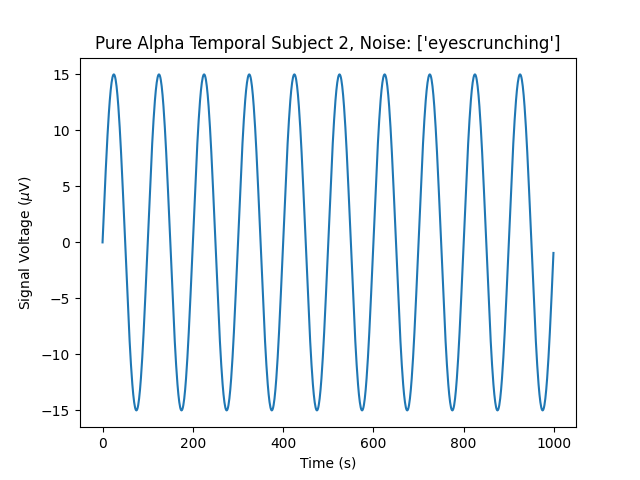 Pure Alpha Temporal Subject 2, Noise: ['eyescrunching']
Signal Voltage (μV)
15
10
5
0
−5
−10
−15
0 200 400 600 800 1000
Time (s)